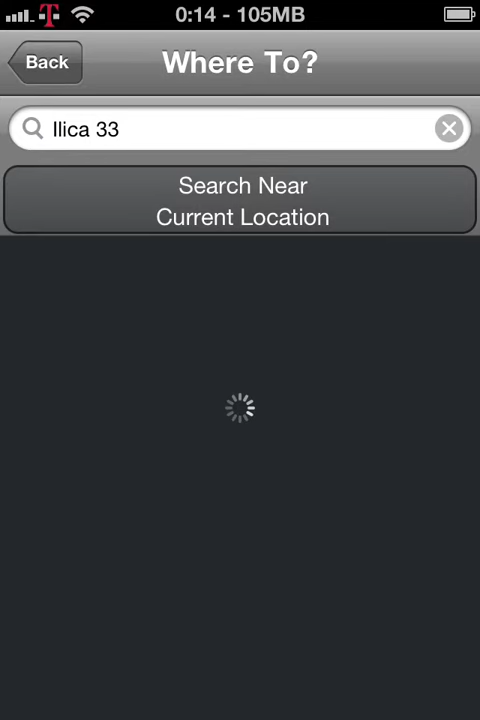 T 0:14 - 105MB
Back Where To?
Ilica 33
Search Near
Current Location